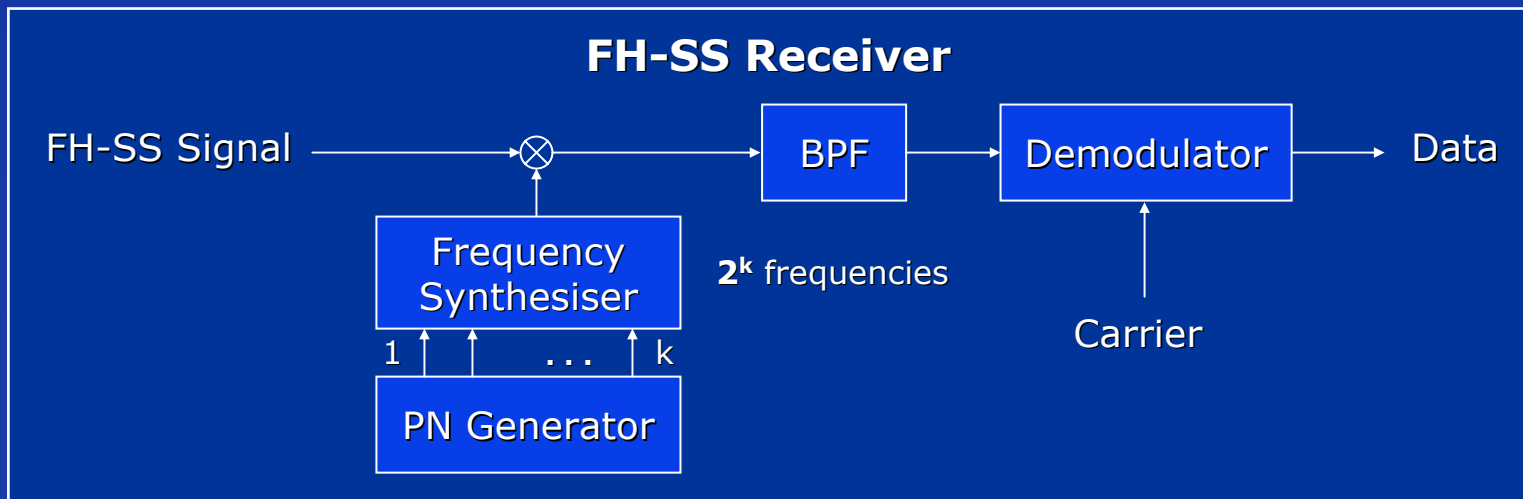 FH-SS Receiver
FH-SS Signal
BPF
Demodulator
Data
Frequency
Synthesiser
2ᵏ frequencies
Carrier
1 ... k
PN Generator